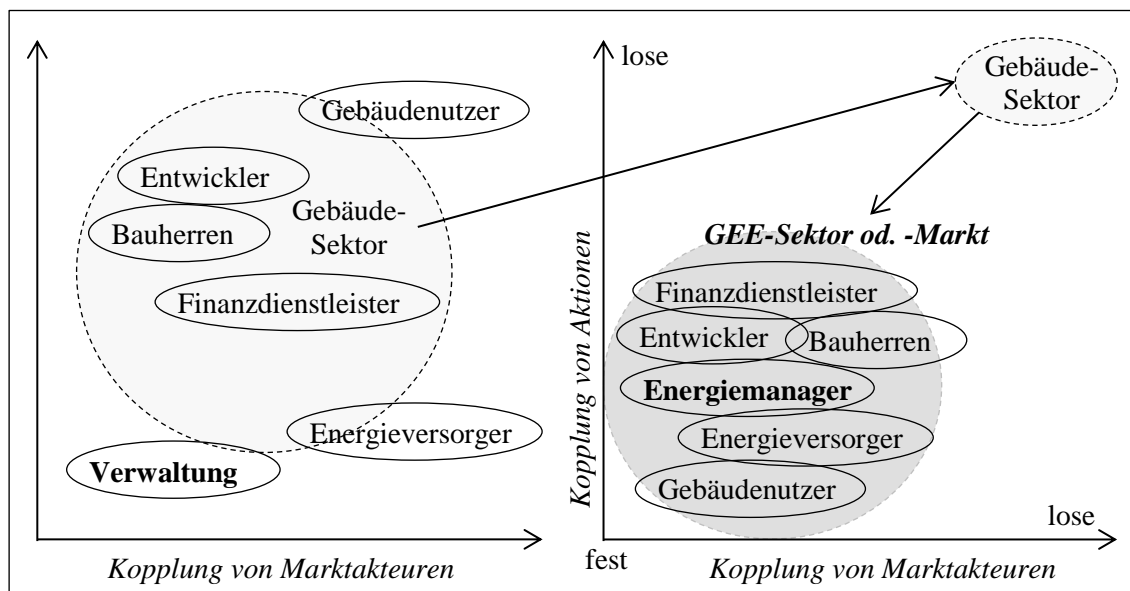 Gebäudenutzer
Entwickler
Bauherren
Gebäude-
Sektor
Finanzdienstleister
Energieversorger
Verwaltung
Kopplung von Marktakteuren
lose
Gebäude-
Sektor
GEE-Sektor od. -Markt
Kopplung von Aktionen
Finanzdienstleister
Entwickler
Bauherren
Energiemanager
Energieversorger
Gebäudenutzer
lose
fest
Kopplung von Marktakteuren